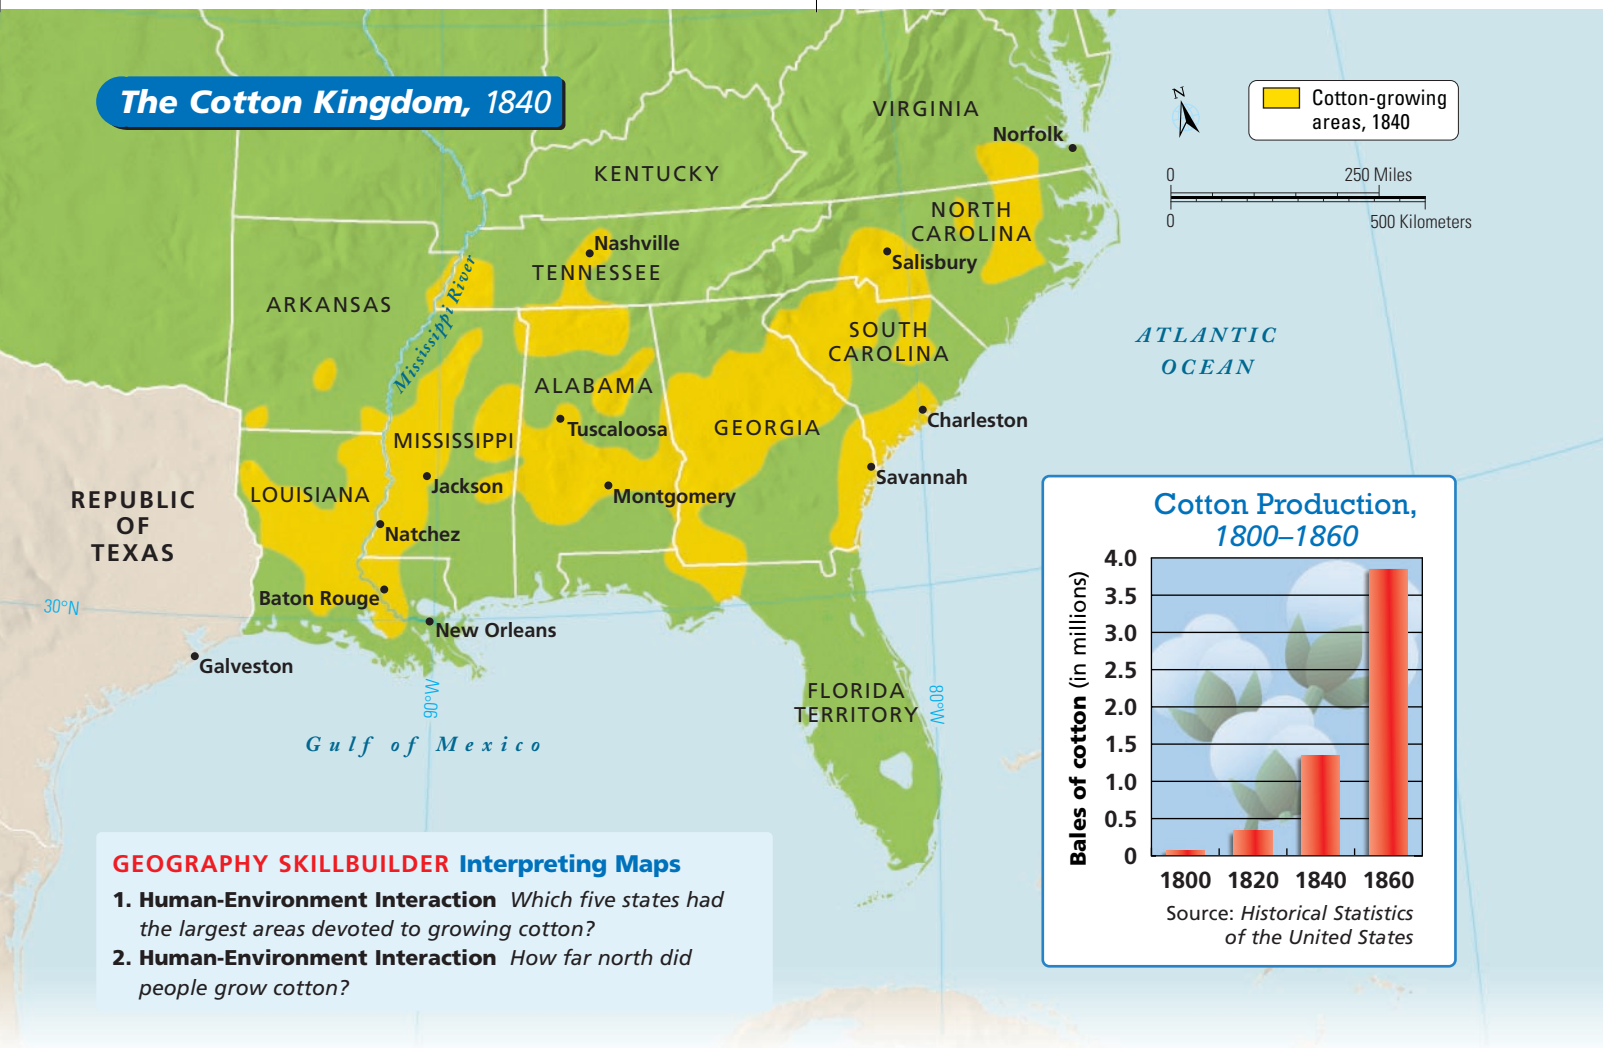 The Cotton Kingdom, 1840
N
Cotton-growing
areas, 1840
0 250 Miles
0 500 Kilometers
VIRGINIA
Norfolk
KENTUCKY
NORTH
CAROLINA
Nashville
TENNESSEE
Salisbury
ARKANSAS
Mississippi River
SOUTH
CAROLINA
ATLANTIC
OCEAN
ALABAMA
Charleston
Tuscaloosa
GEORGIA
MISSISSIPPI
Savannah
Jackson
LOUISIANA
Montgomery
REPUBLIC
OF
TEXAS
Natchez
Baton Rouge
30°N
New Orleans
Galveston
90°W
80°W
FLORIDA
TERRITORY
Gulf of Mexico
Cotton Production,
1800–1860
Bales of cotton (in millions)
4.0
3.5
3.0
2.5
2.0
1.5
1.0
0.5
0
1800 1820 1840 1860
Source: Historical Statistics
of the United States
GEOGRAPHY SKILLBUILDER Interpreting Maps
1. Human-Environment Interaction Which five states had
the largest areas devoted to growing cotton?
2. Human-Environment Interaction How far north did
people grow cotton?